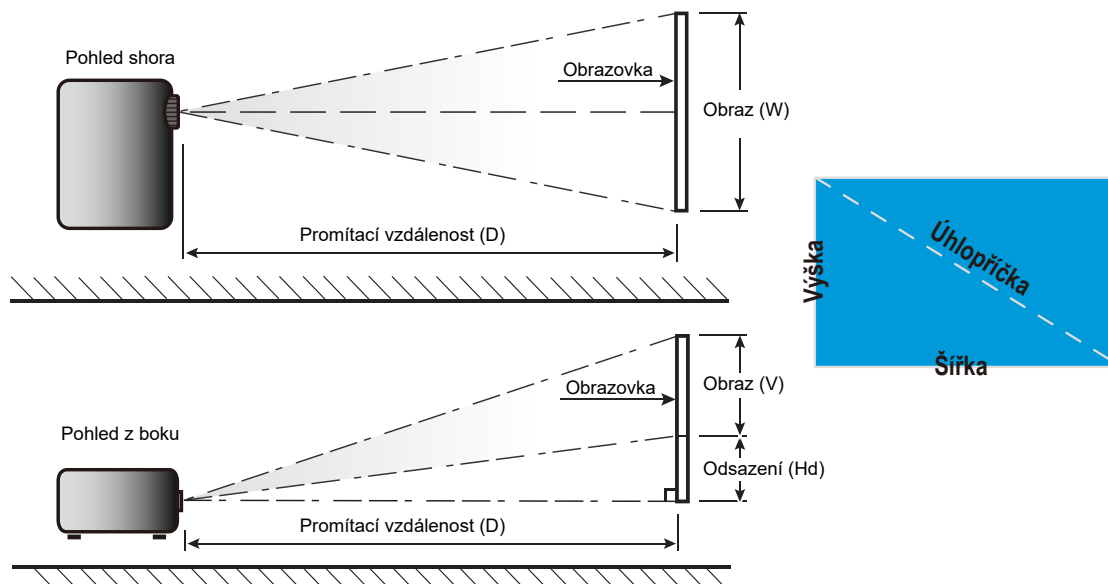 Pohled shora
Obrazovka
Obraz (W)
Promítací vzdálenost (D)
Výška
Úhlopříčka
Šířka
Obrazovka
Obraz (V)
Pohled z boku
Odsazení (Hd)
Promítací vzdálenost (D)